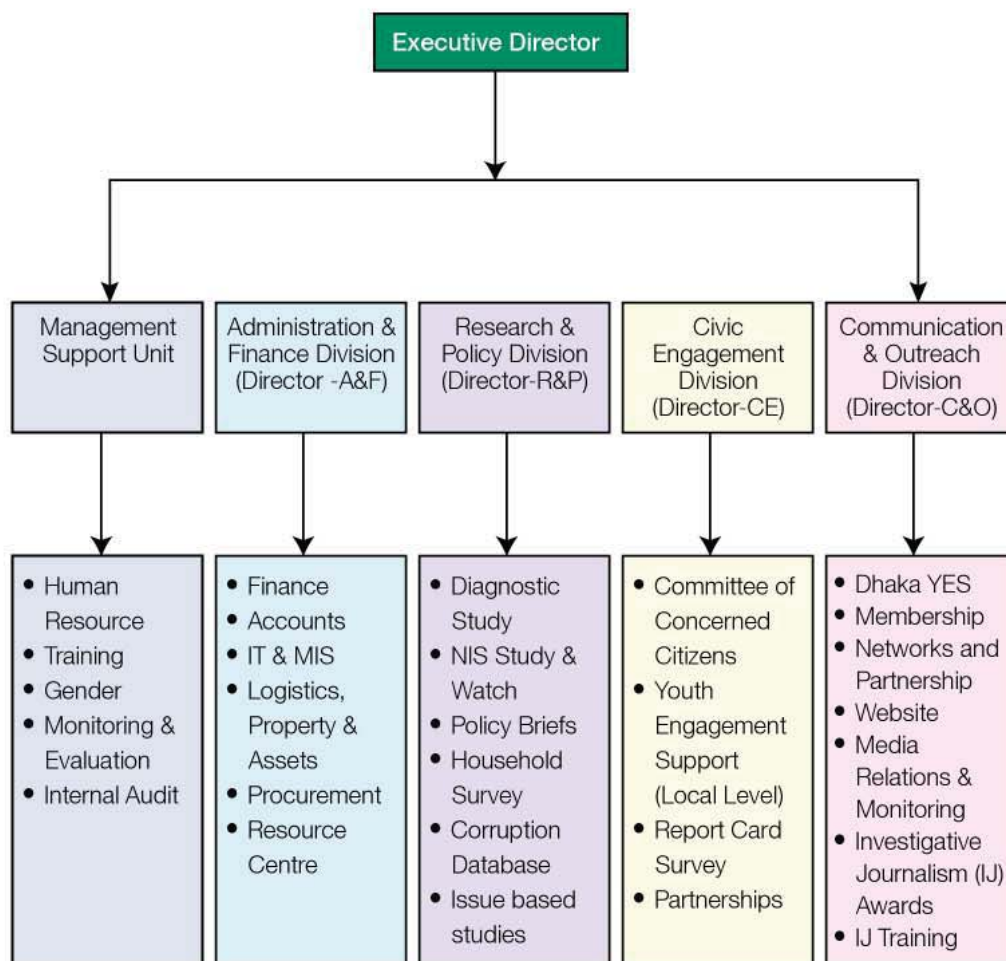 Executive Director
Management
Support Unit
Administration &
Finance Division
(Director -A&F)
Research &
Policy Division
(Director-R&P)
Civic
Engagement
Division
(Director-CE)
Communication
& Outreach
Division
(Director-C&O)
• Human
Resource
• Training
• Gender
• Monitoring &
Evaluation
• Internal Audit
• Finance
• Accounts
• IT & MIS
• Logistics,
Property &
Assets
• Procurement
• Resource
Centre
• Diagnostic
Study
• NIS Study &
Watch
• Policy Briefs
• Household
Survey
• Corruption
Database
• Issue based
studies
• Committee of
Concerned
Citizens
• Youth
Engagement
Support
(Local Level)
• Report Card
Survey
• Partnerships
• Dhaka YES
• Membership
• Networks and
Partnership
• Website
• Media
Relations &
Monitoring
• Investigative
Journalism (IJ)
Awards
• IJ Training